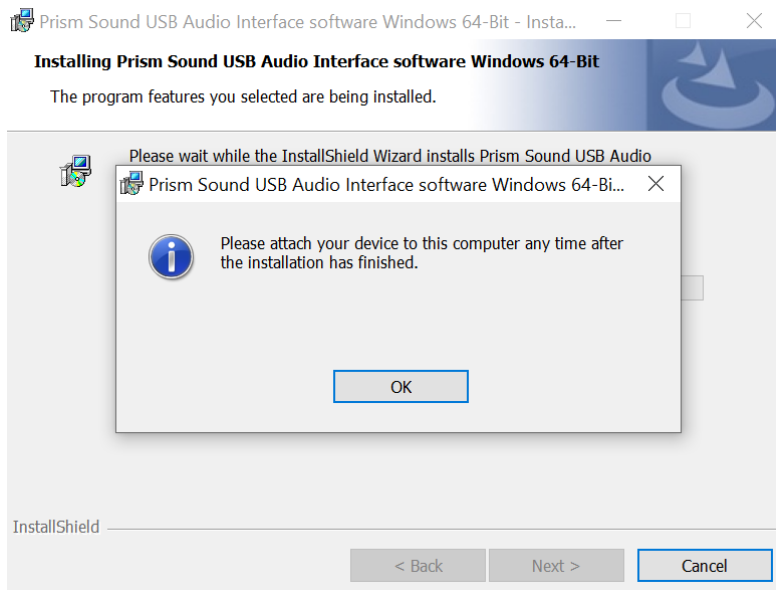 Prism Sound USB Audio Interface software Windows 64-Bit - Insta...
Installing Prism Sound USB Audio Interface software Windows 64-Bit
The program features you selected are being installed.
Please wait while the InstallShield Wizard installs Prism Sound USB Audio
Prism Sound USB Audio Interface software Windows 64-Bi...
Please attach your device to this computer any time after
the installation has finished.
OK
InstallShield
< Back
Next >
Cancel